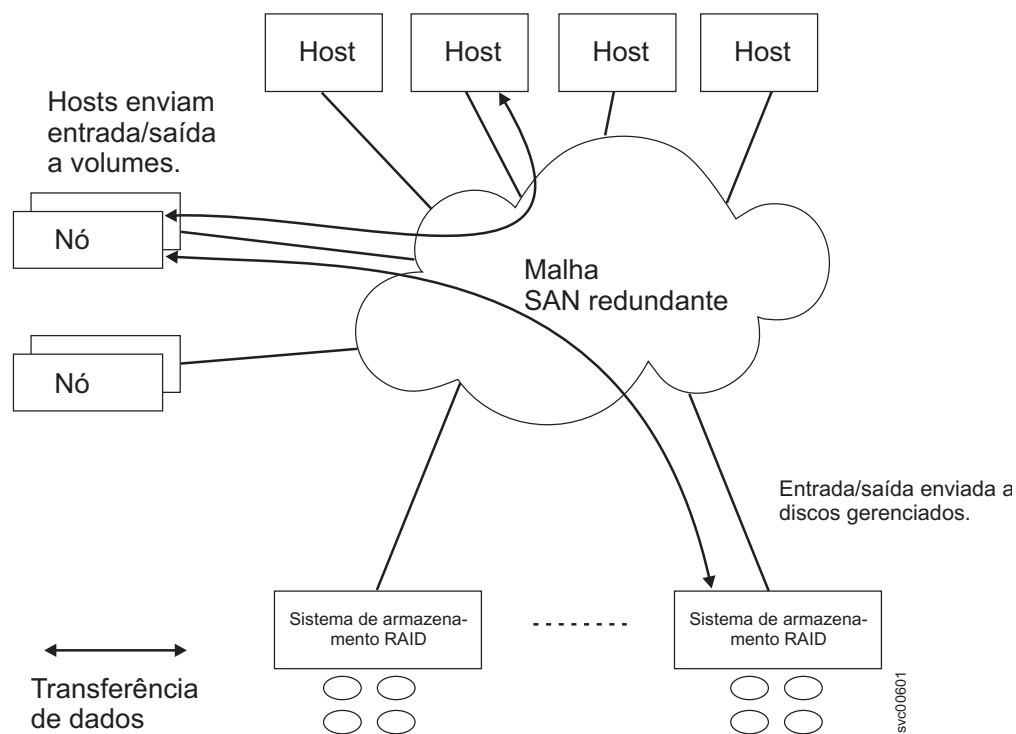 Host
Host
Host
Host
Hosts enviam
entrada/saída
a volumes.
Nó
Malha
SAN redundante
Nó
Entrada/saída enviada a
discos gerenciados.
Sistema de armazena-
mento RAID
Sistema de armazena-
mento RAID
Transferência
de dados
svc00601